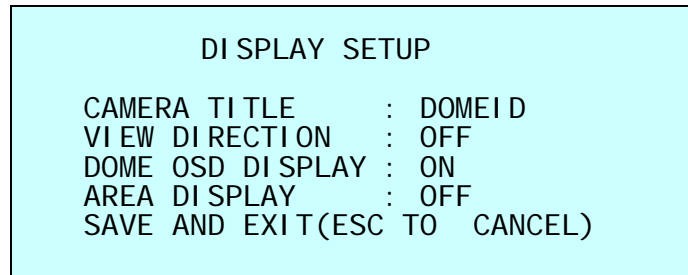 DISPLAY SETUP
CAMERA TITLE : DOMEID
VIEW DIRECTION : OFF
DOME OSD DISPLAY : ON
AREA DISPLAY : OFF
SAVE AND EXIT(ESC TO CANCEL)